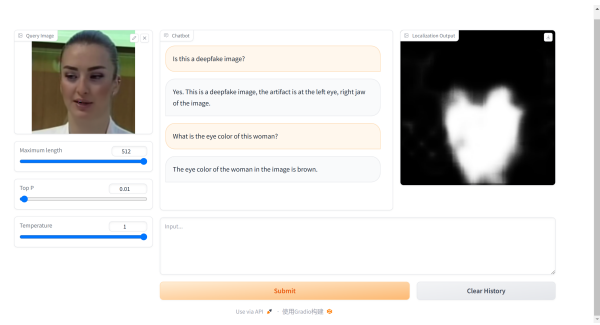 Query Image
Chatbot
Localization Output
Is this a deepfake image?
Yes. This is a deepfake image, the artifact is at the left eye, right jaw
of the image.
What is the eye color of this woman?
The eye color of the woman in the image is brown.
Maximum length
512
Top P
0.01
Temperature
1
Input...
Submit
Clear History
Use via API
· 使用Gradio构建